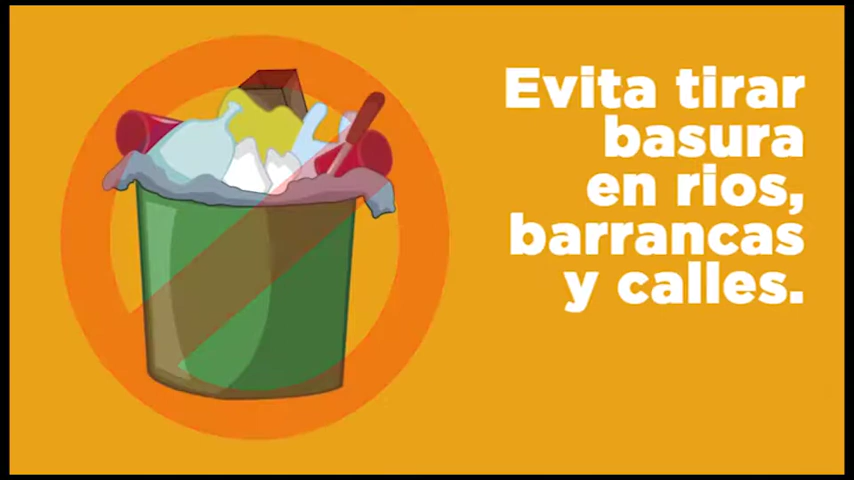 Evita tirar
basura
en rios,
barrancas
y calles.